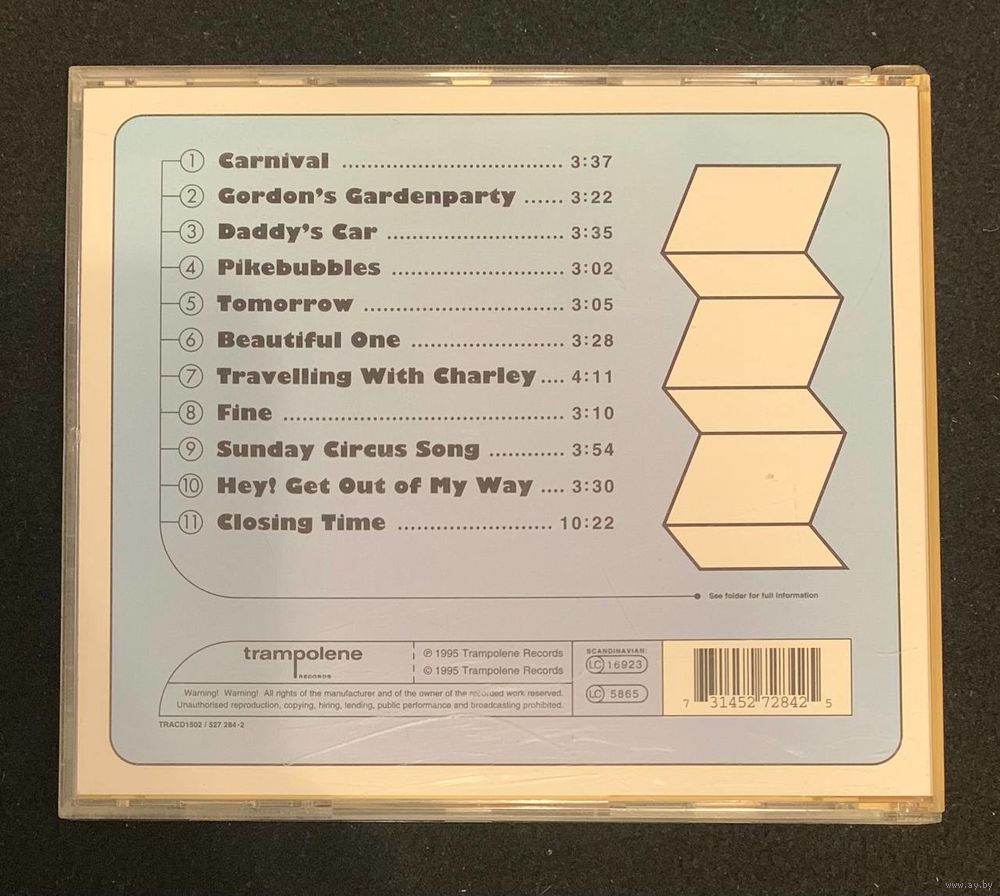 1 Carnival .................................. 3:37
2 Gordon's Gardenparty ...... 3:22
3 Daddy's Car ........................... 3:35
4 Pikebubbles .......................... 3:02
5 Tomorrow .............................. 3:05
6 Beautiful One ....................... 3:28
7 Travelling With Charley .... 4:11
8 Fine .......................................... 3:10
9 Sunday Circus Song ............ 3:54
10 Hey! Get Out of My Way .... 3:30
11 Closing Time ....................... 10:22
See folder for full information
trampolene
RECORDS
℗ 1995 Trampolene Records
© 1995 Trampolene Records
Warning! Warning! All rights of the manufacturer and of the owner of the recorded work reserved.
Unauthorised reproduction, copying, hiring, lending, public performance and broadcasting prohibited.
SCANDINAVIAN:
LC 16923
LC 5865
7 31452 72842 5
TRACD1502 / 527 284-2
www.ay.by